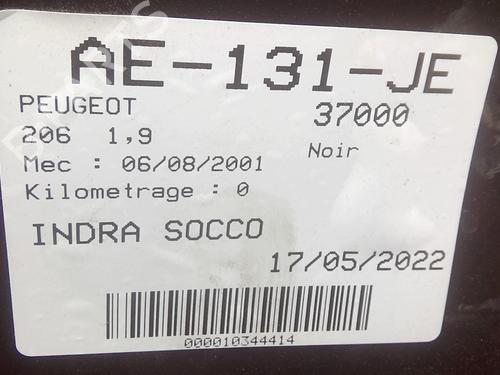 AE-131-JE
PEUGEOT 37000
206 1,9
Noir
Mec : 06/08/2001
Kilometrage : 0
INDRA SOCCO
17/05/2022
000010344414